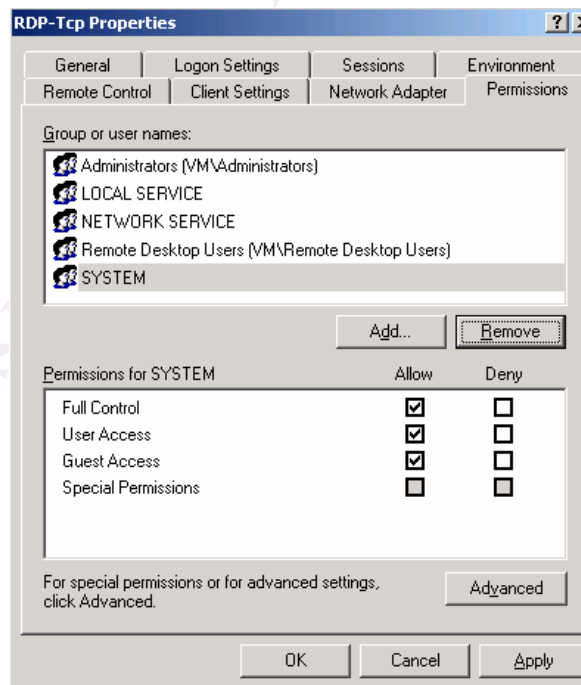 RDP-Tcp Properties
General Logon Settings Sessions Environment
Remote Control Client Settings Network Adapter Permissions
Group or user names:
Administrators (VM\Administrators)
LOCAL SERVICE
NETWORK SERVICE
Remote Desktop Users (VM\Remote Desktop Users)
SYSTEM
Add... Remove
Permissions for SYSTEM Allow Deny
Full Control
User Access
Guest Access
Special Permissions
For special permissions or for advanced settings,
click Advanced.
Advanced
OK Cancel Apply